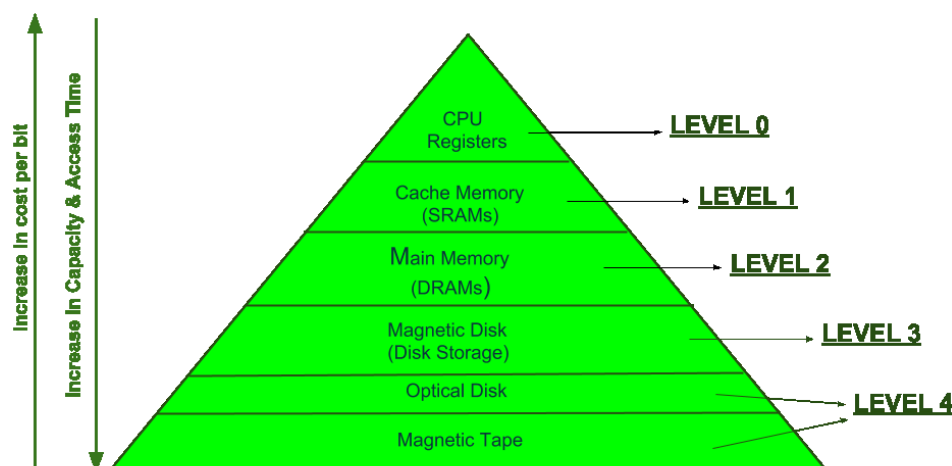 Increase in cost per bit
Increase In Capacity & Access Time
CPU
Registers
LEVEL 0
Cache Memory
(SRAMs)
LEVEL 1
Main Memory
(DRAMs)
LEVEL 2
Magnetic Disk
(Disk Storage)
LEVEL 3
Optical Disk
LEVEL 4
Magnetic Tape